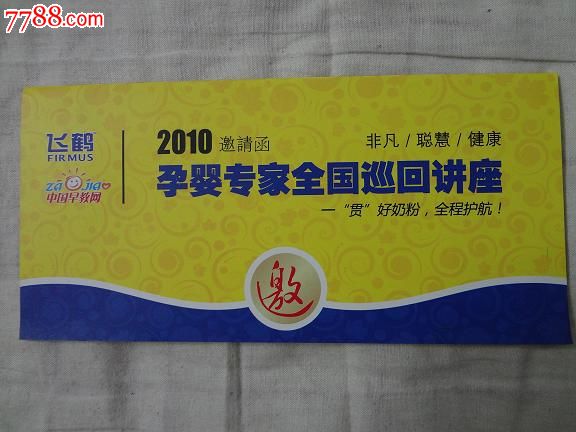 7788.com
飞鹤
FIRMUS
zaojiao
中国早教网
2010 邀請函
非凡 / 聪慧 / 健康
孕婴专家全国巡回讲座
一“贯”好奶粉，全程护航！
邀